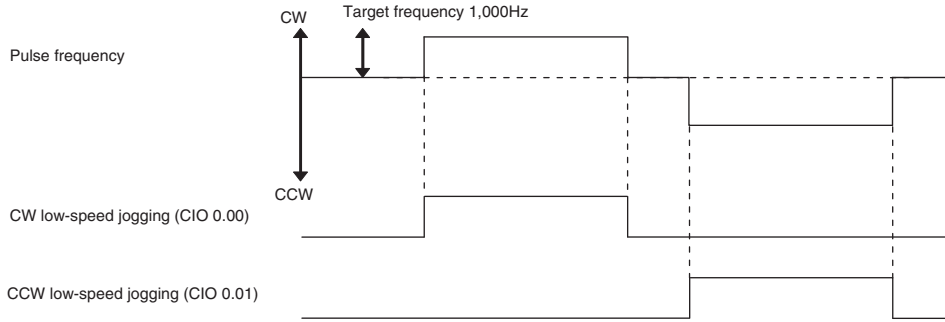 CW
Target frequency 1,000Hz
Pulse frequency
CCW
CW low-speed jogging (CIO 0.00)
CCW low-speed jogging (CIO 0.01)